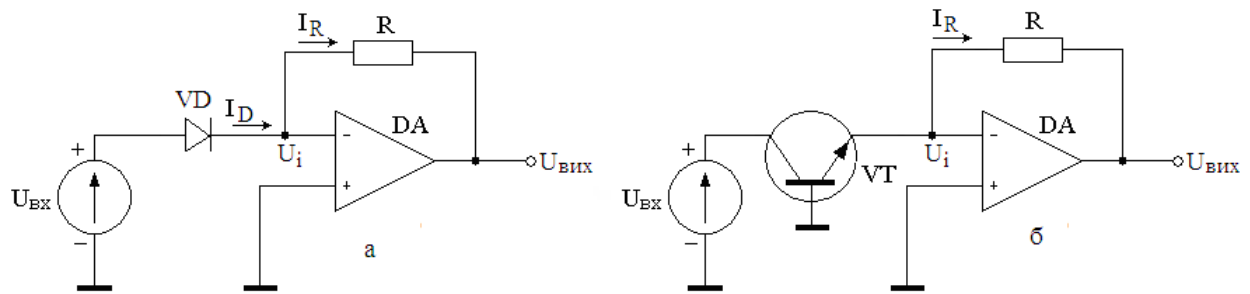 I_R R
VD I_D DA
+ − U_i U_вих
U_вх +
− а
I_R R
− DA
+ VT U_i U_вих
U_вх +
− б